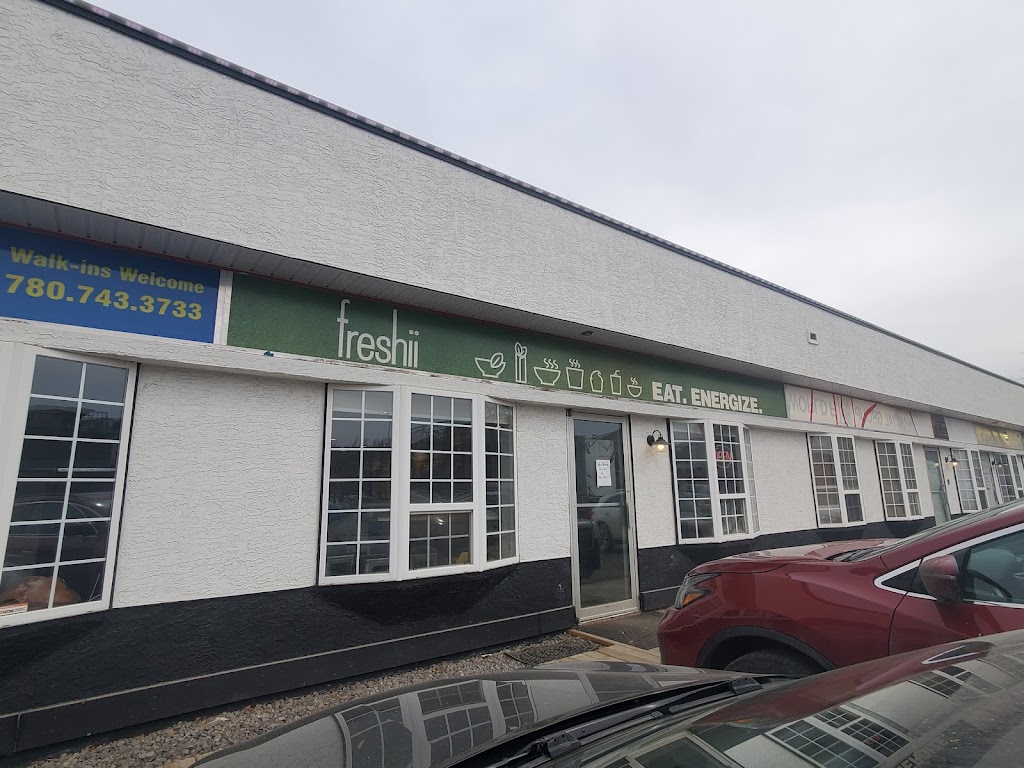 Walk-ins Welcome
780.743.3733
freshii
EAT. ENERGIZE.